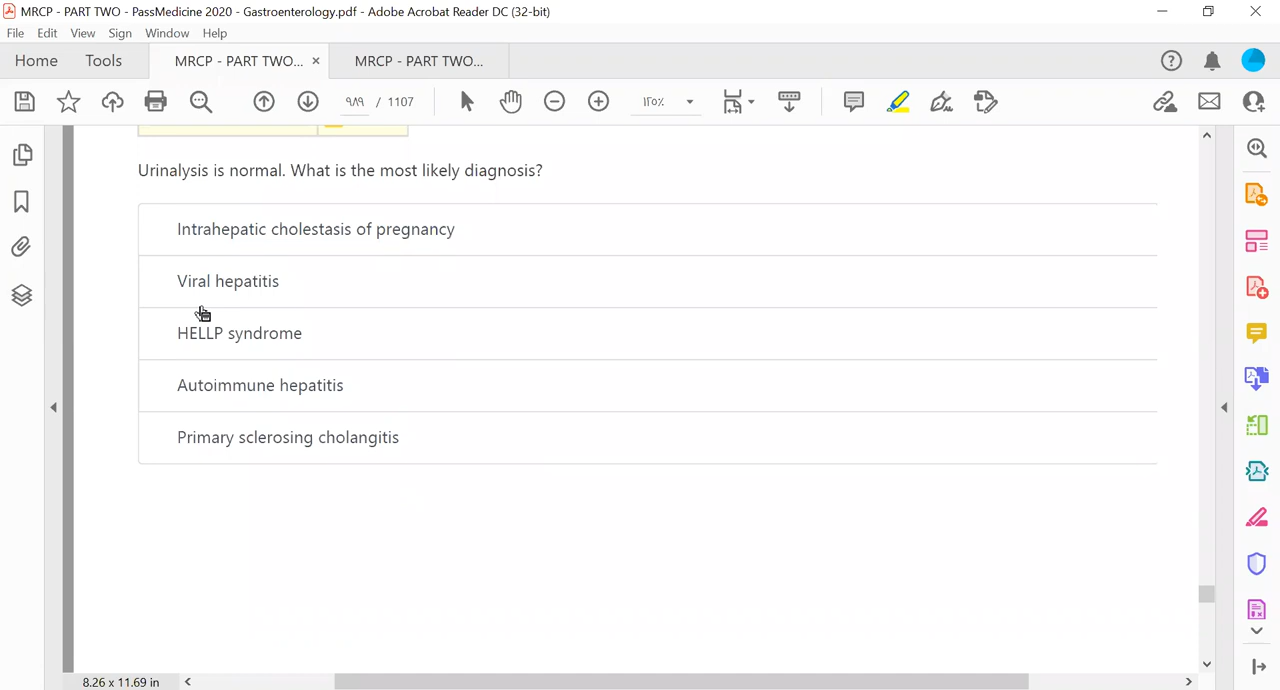 MRCP - PART TWO - PassMedicine 2020 - Gastroenterology.pdf - Adobe Acrobat Reader DC (32-bit)
File Edit View Sign Window Help
Home Tools MRCP - PART TWO... × MRCP - PART TWO...
٩٨٩ / 1107 ١٢٥٪
Urinalysis is normal. What is the most likely diagnosis?
Intrahepatic cholestasis of pregnancy
Viral hepatitis
HELLP syndrome
Autoimmune hepatitis
Primary sclerosing cholangitis
8.26 x 11.69 in